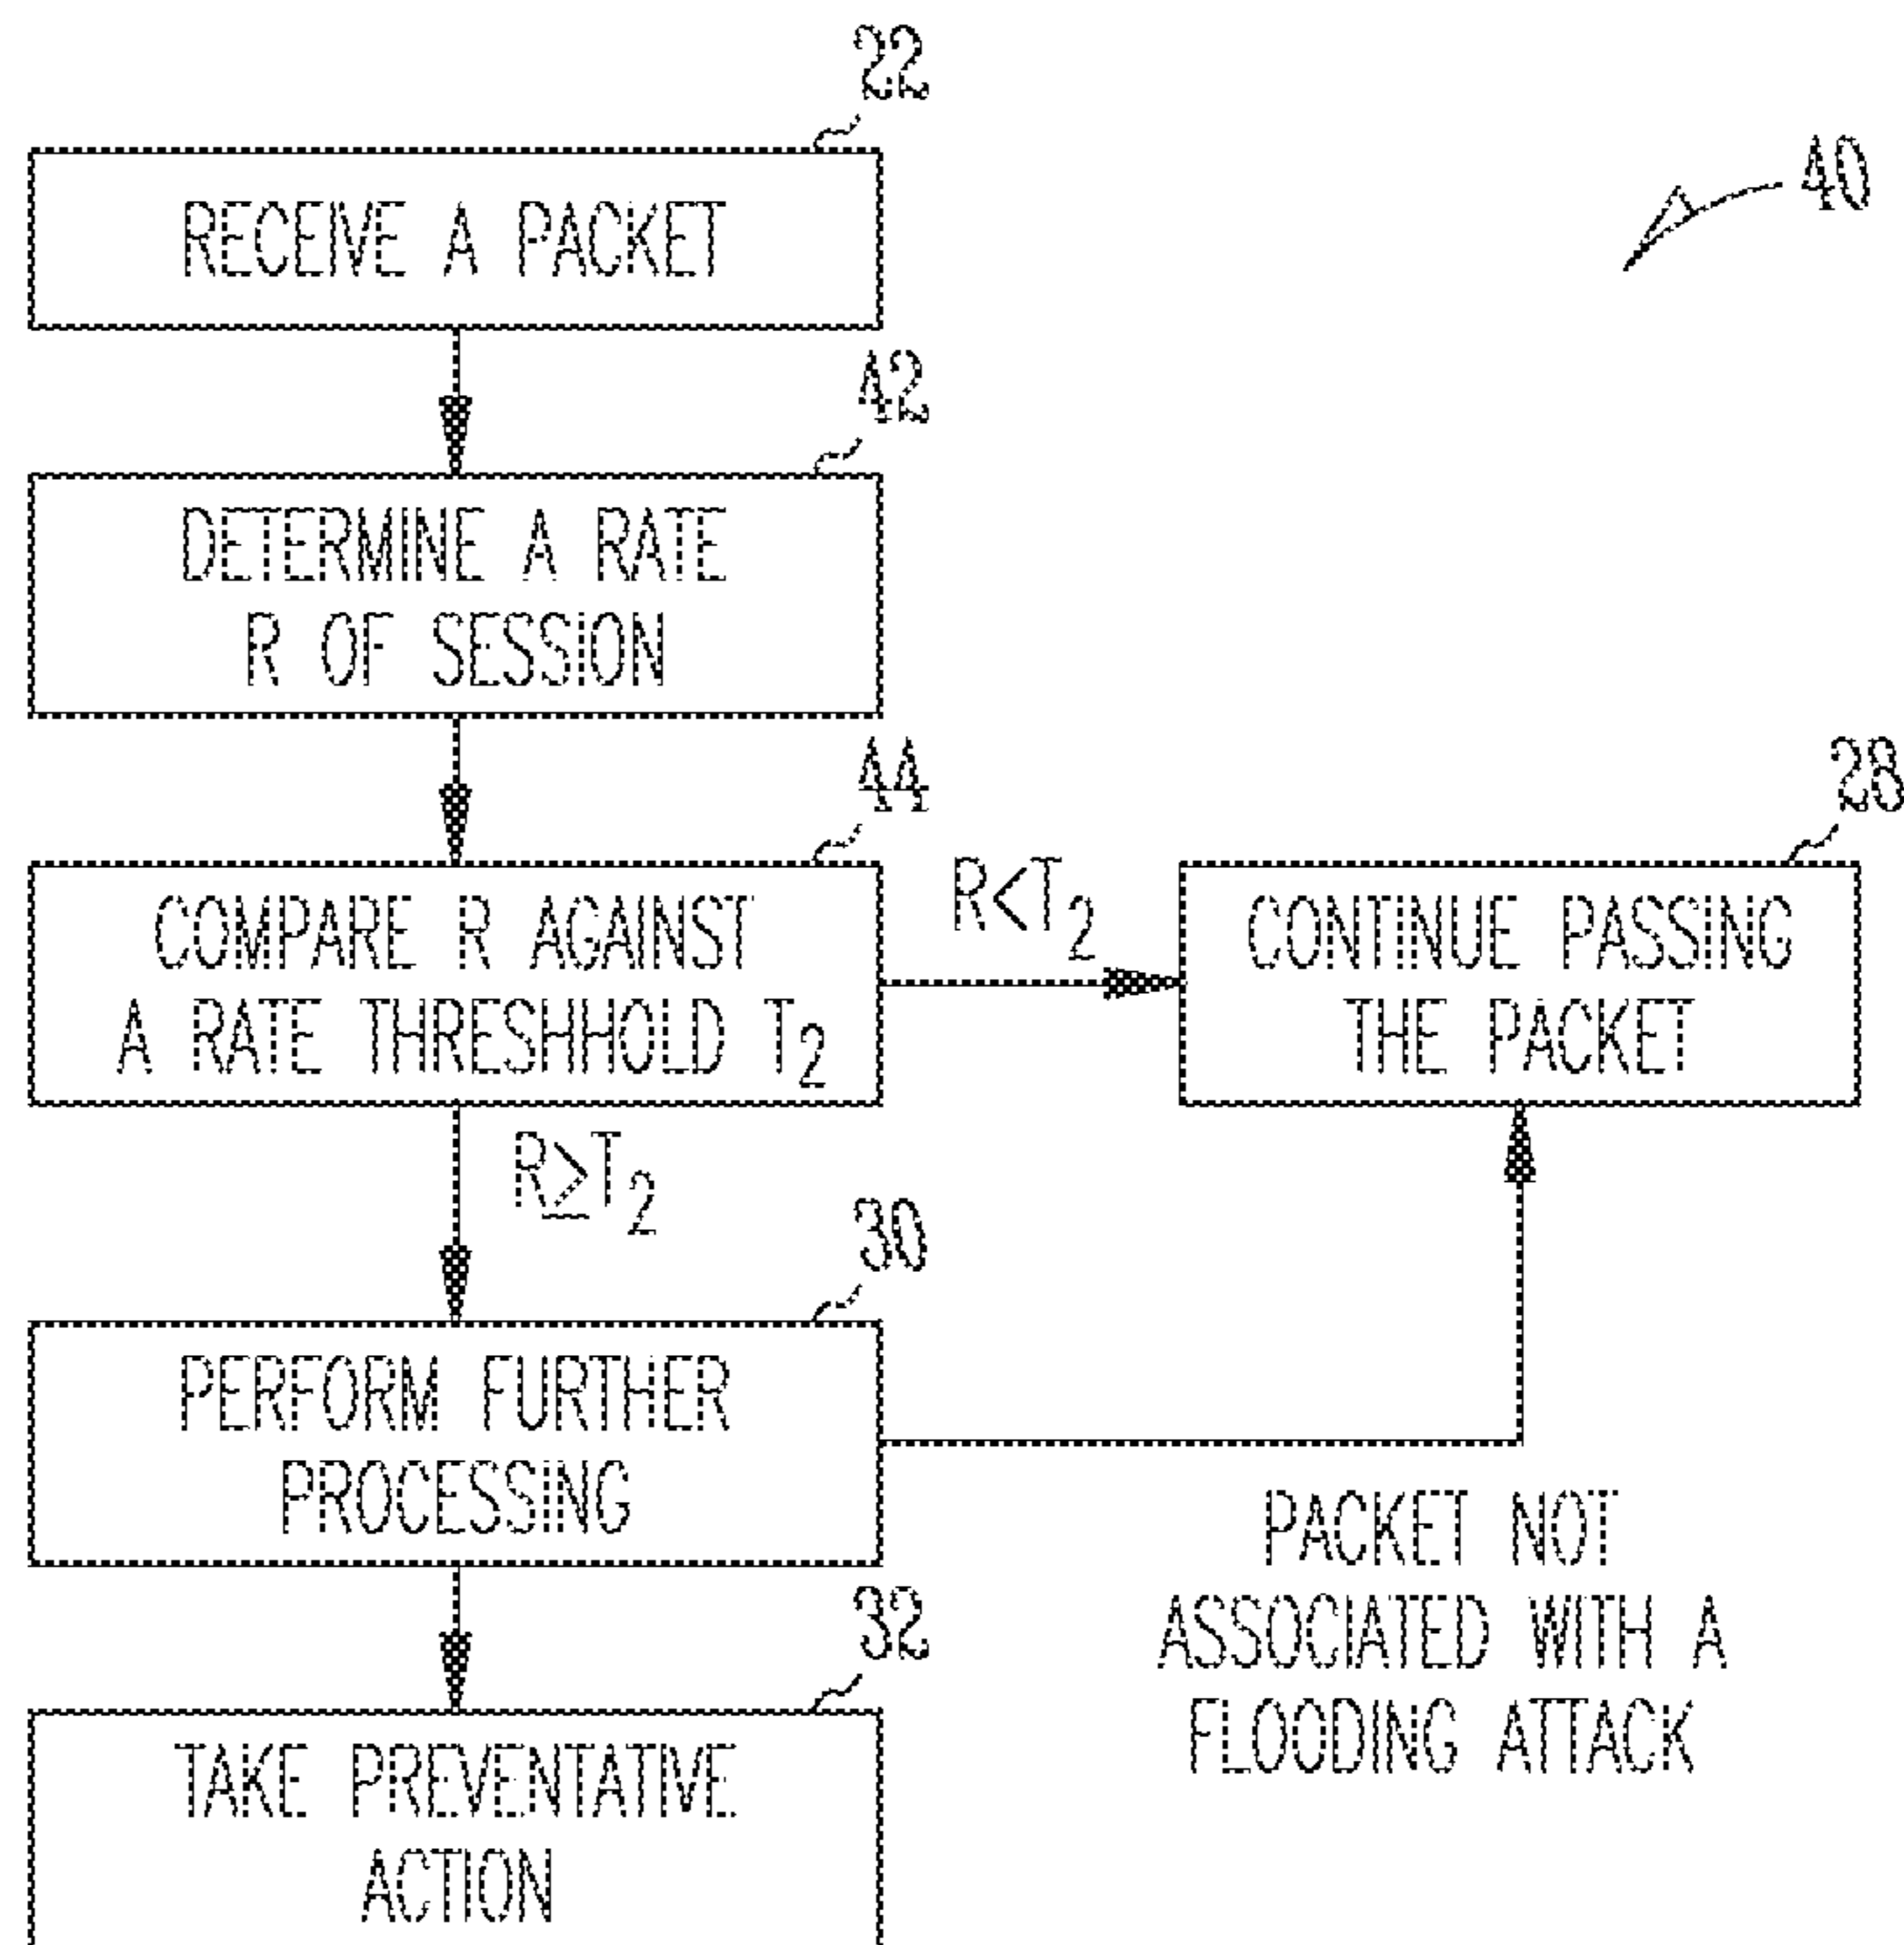 22
40
RECEIVE A PACKET
42
DETERMINE A RATE
R OF SESSION
44
COMPARE R AGAINST
A RATE THRESHHOLD T2
R<T2
28
CONTINUE PASSING
THE PACKET
R≥T2
30
PERFORM FURTHER
PROCESSING
PACKET NOT
ASSOCIATED WITH A
FLOODING ATTACK
32
TAKE PREVENTATIVE
ACTION